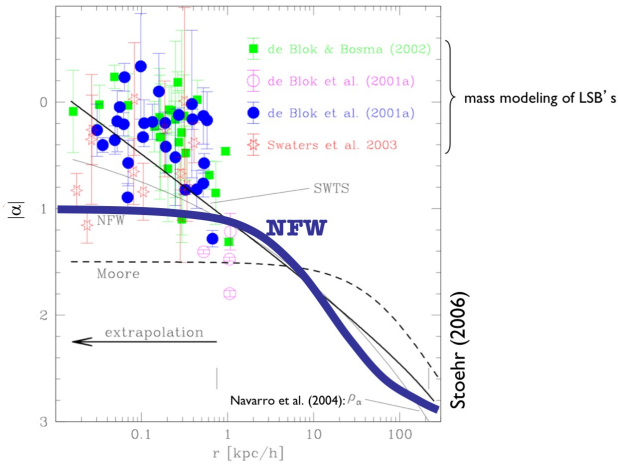 de Blok & Bosma (2002)
de Blok et al. (2001a)
de Blok et al. (2001a)
Swaters et al. 2003
mass modeling of LSB's
0
1
2
3
|α|
SWTS
NFW
NFW
Moore
extrapolation
Navarro et al. (2004): ρα
Stoehr (2006)
0.1
1
10
100
r [kpc/h]